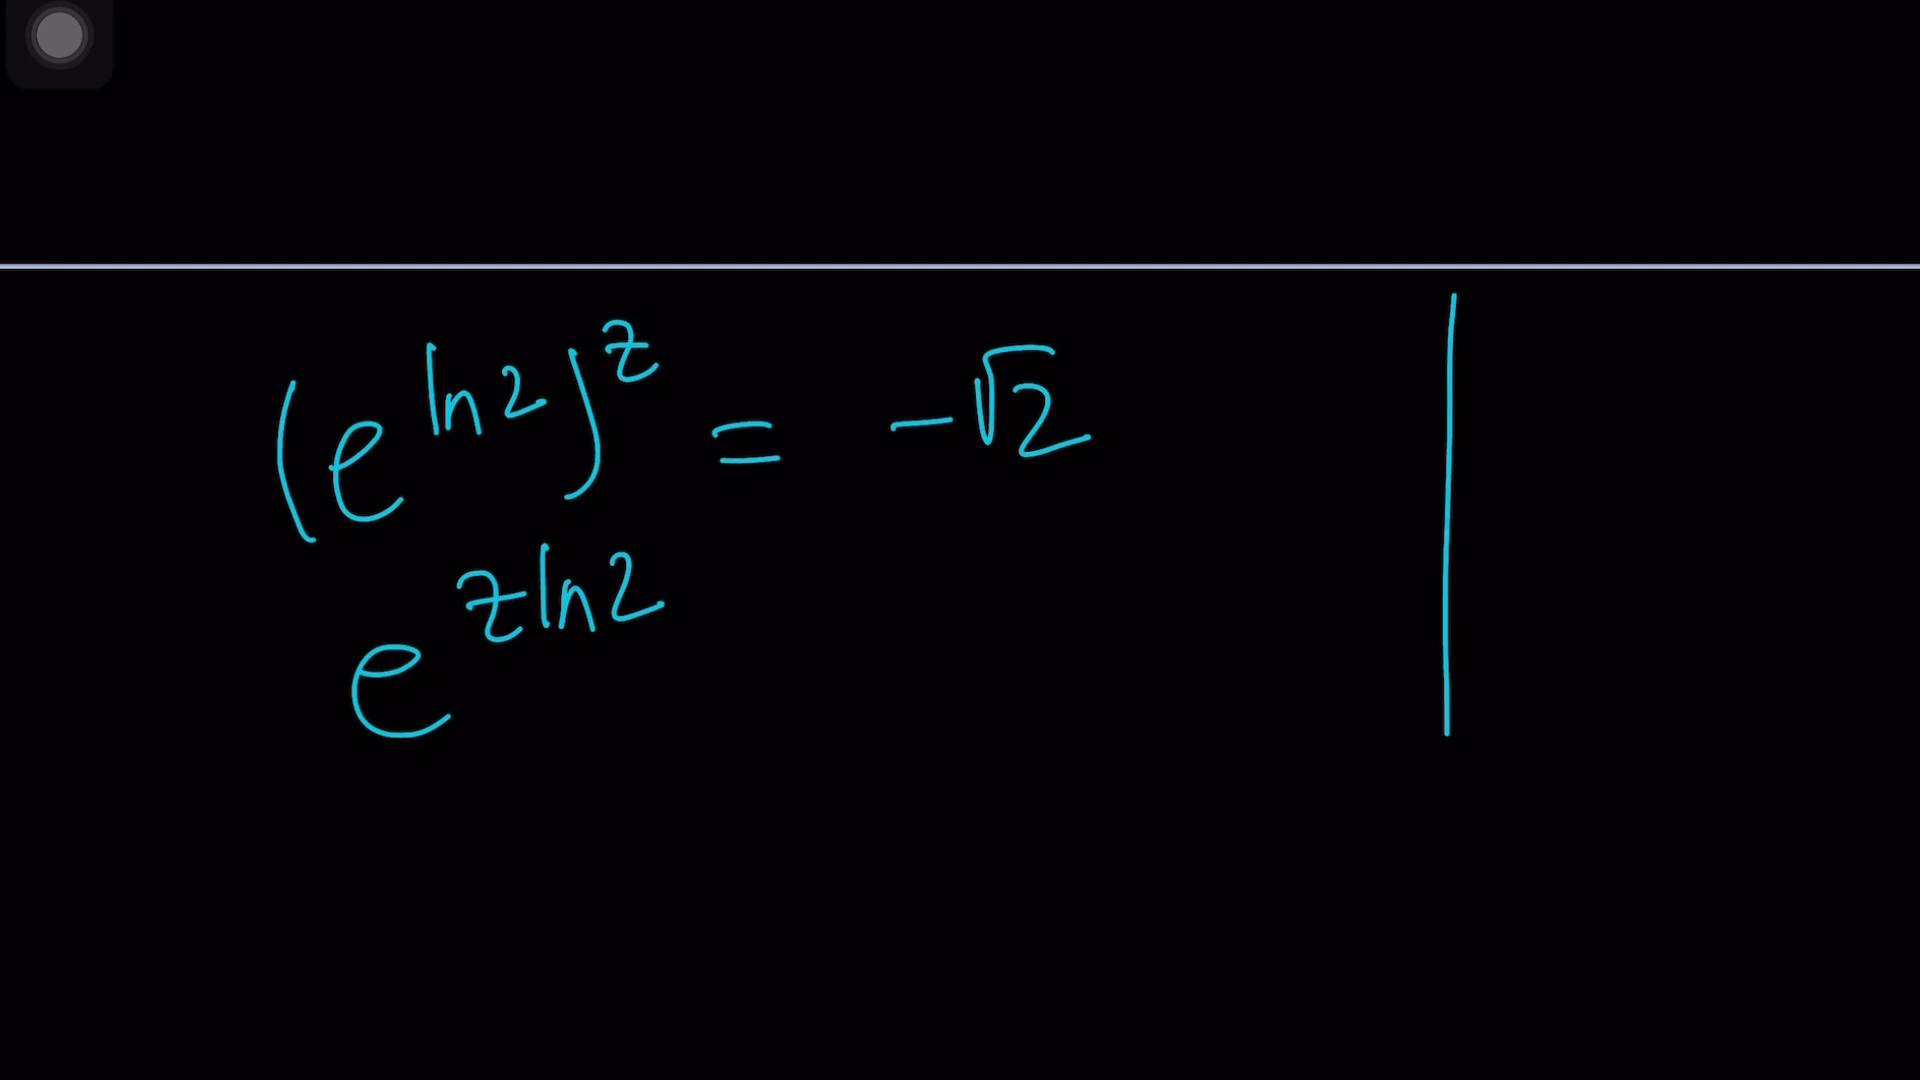 (e^{ln2})^z = -√2
e^{zln2}